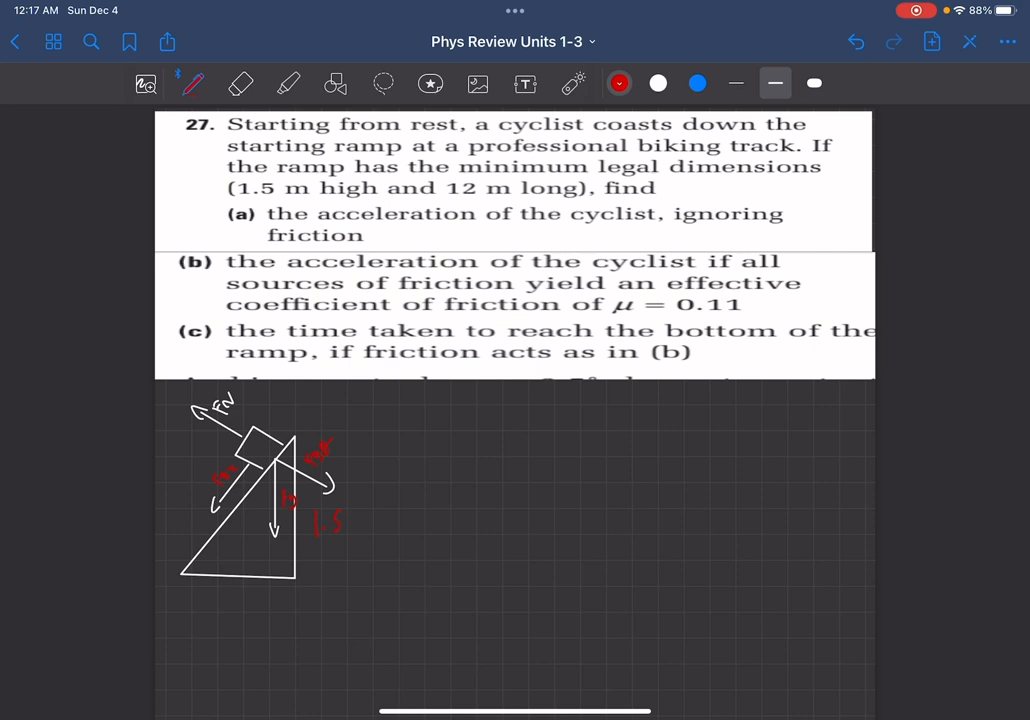 12:17 AM Sun Dec 4
88%
Phys Review Units 1-3
27. Starting from rest, a cyclist coasts down the
starting ramp at a professional biking track. If
the ramp has the minimum legal dimensions
(1.5 m high and 12 m long), find
(a) the acceleration of the cyclist, ignoring
friction
(b) the acceleration of the cyclist if all
sources of friction yield an effective
coefficient of friction of μ = 0.11
(c) the time taken to reach the bottom of the
ramp, if friction acts as in (b)
FN
Fgx
Fg
1.5